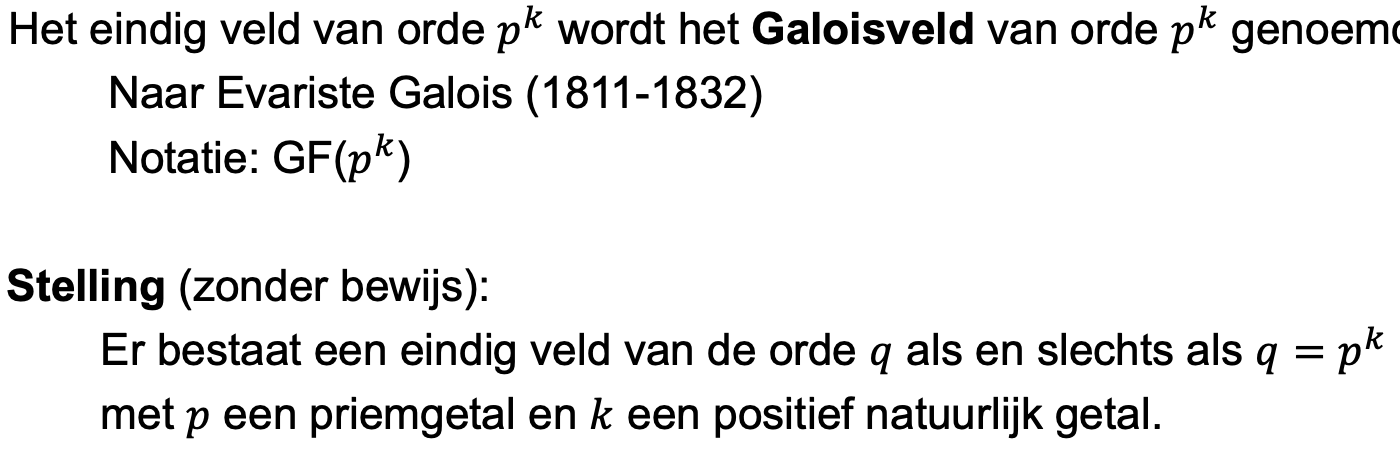 Het eindig veld van orde $p^k$ wordt het Galoisveld van orde $p^k$ genoemd
Naar Evariste Galois (1811-1832)
Notatie: GF($p^k$)
Stelling (zonder bewijs):
Er bestaat een eindig veld van de orde $q$ als en slechts als $q = p^k$
met $p$ een priemgetal en $k$ een positief natuurlijk getal.